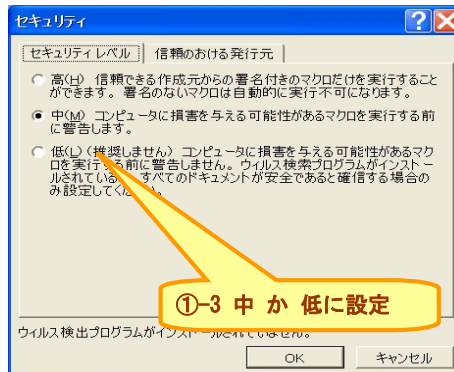 セキュリティ
セキュリティ レベル
信頼のおける発行元
高(H) 信頼できる作成元からの署名付きのマクロだけを実行すること
ができます。署名のないマクロは自動的に実行不可になります。
中(M) コンピュータに損害を与える可能性があるマクロを実行する前
に警告します。
低(L) (推奨しません) コンピュータに損害を与える可能性があるマク
ロを実行する前に警告しません。ウィルス検索プログラムがインストー
ルされている すべてのドキュメントが安全であると確信する場合の
み設定してください。
①-3 中 か 低に設定
ウィルス検出プログラムがインストールされていません。
OK
キャンセル